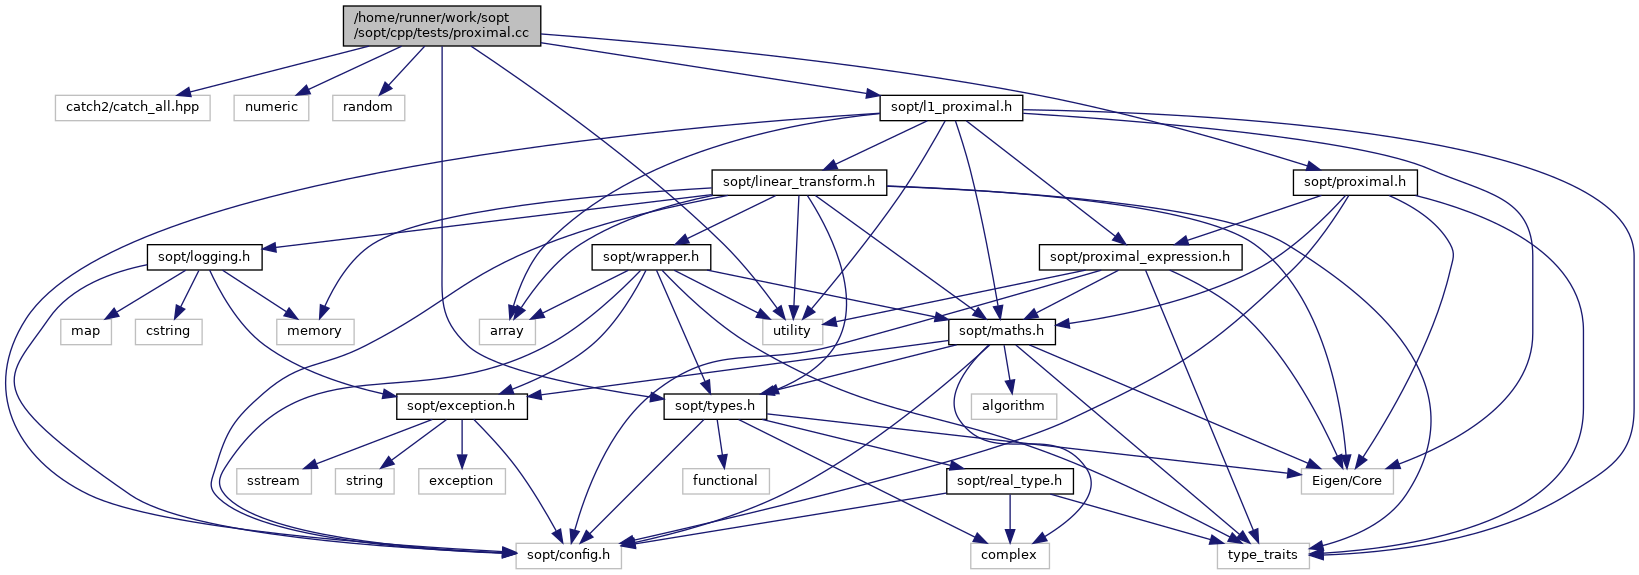 /home/runner/work/sopt
/sopt/cpp/tests/proximal.cc
catch2/catch_all.hpp
numeric
random
sopt/l1_proximal.h
sopt/linear_transform.h
sopt/proximal.h
sopt/logging.h
sopt/wrapper.h
sopt/proximal_expression.h
map
cstring
memory
array
utility
sopt/maths.h
sopt/exception.h
sopt/types.h
algorithm
sstream
string
exception
functional
sopt/real_type.h
Eigen/Core
sopt/config.h
complex
type_traits